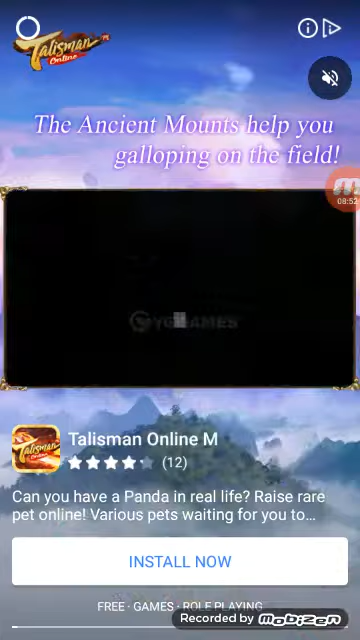 Talisman
Online
The Ancient Mounts help you
galloping on the field!
08:52
Talisman Online M
(12)
Can you have a Panda in real life? Raise rare
pet online! Various pets waiting for you to…
INSTALL NOW
FREE · GAMES · ROLE PLAYING
Recorded by mobizen